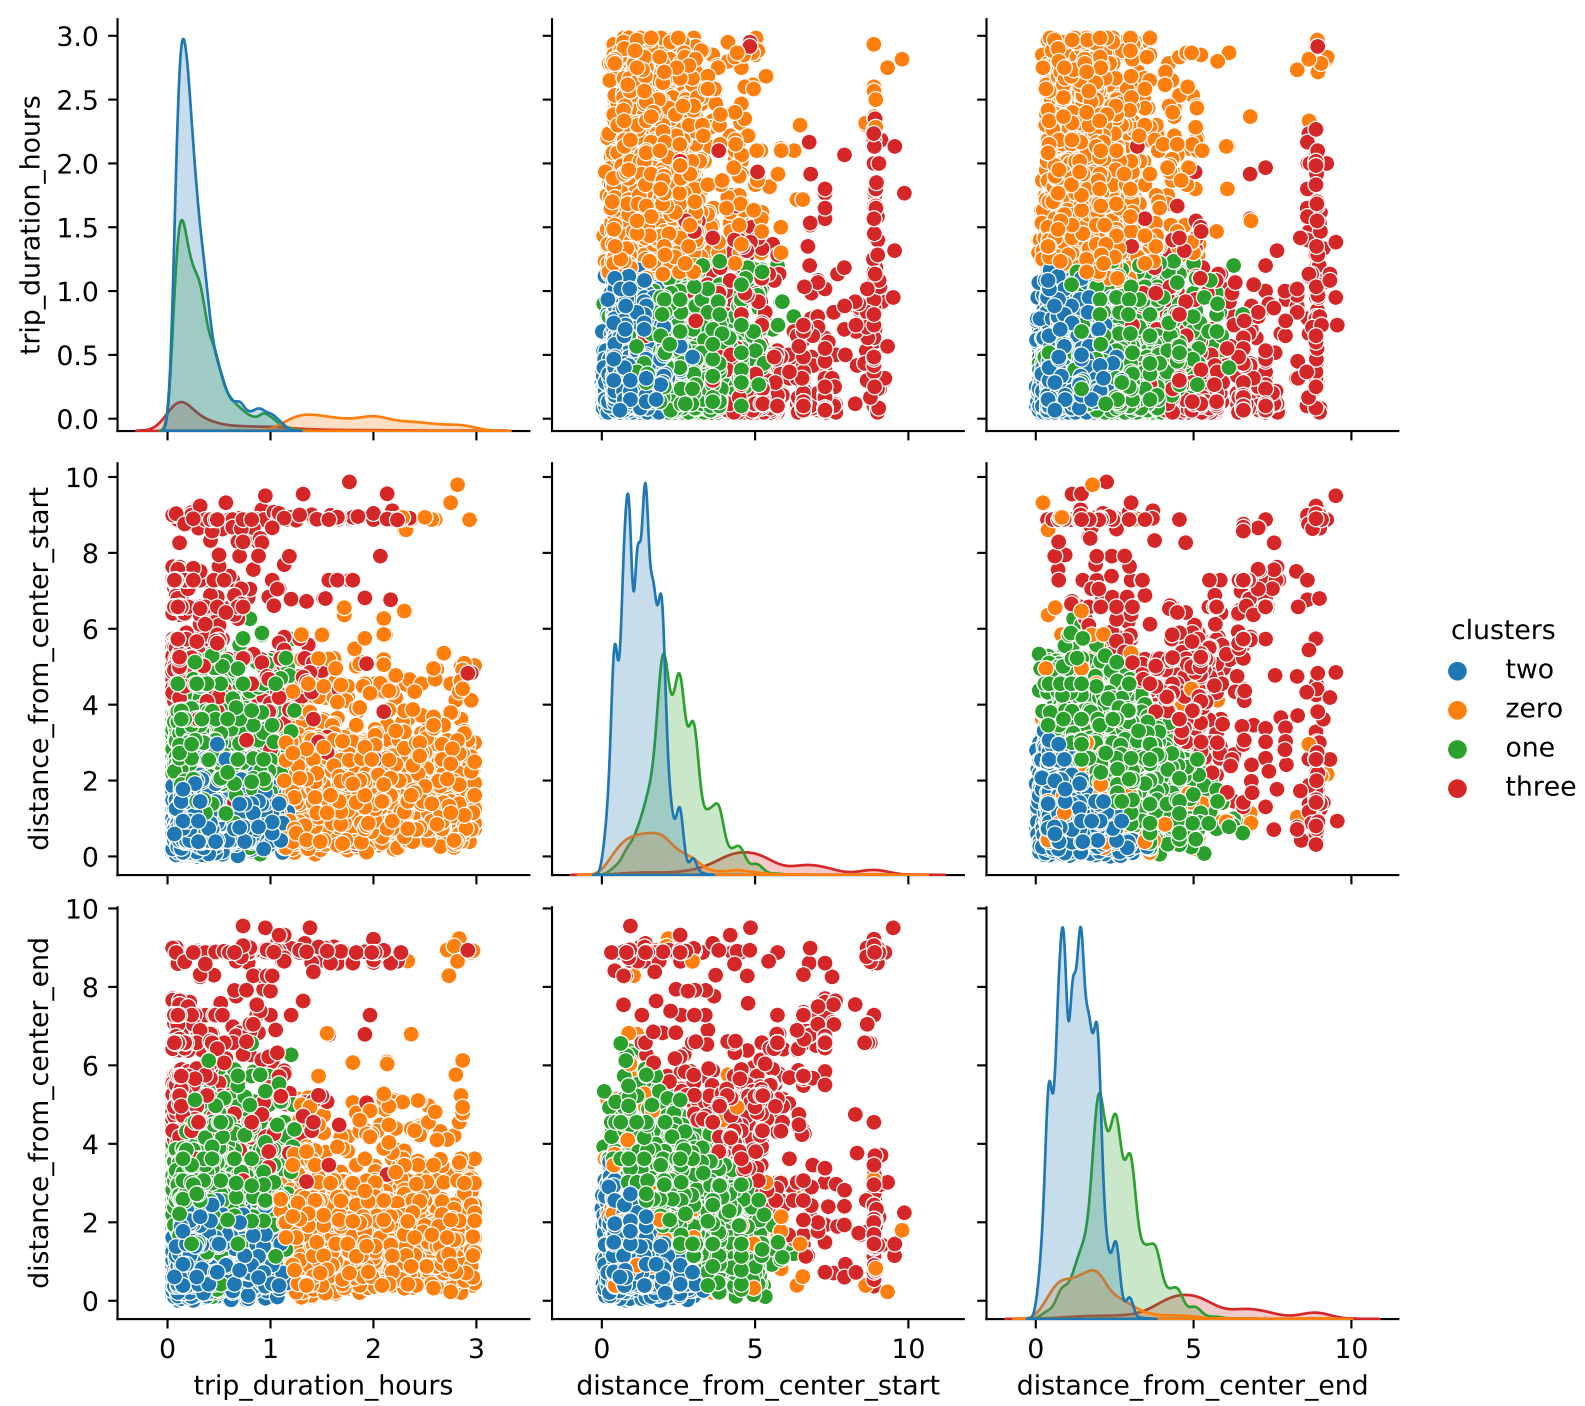 3.0
2.5
2.0
1.5
1.0
0.5
0.0
trip_duration_hours
10
8
6
4
2
0
distance_from_center_start
clusters
two
zero
one
three
10
8
6
4
2
0
distance_from_center_end
0 1 2 3 0 5 10 0 5 10
trip_duration_hours distance_from_center_start distance_from_center_end